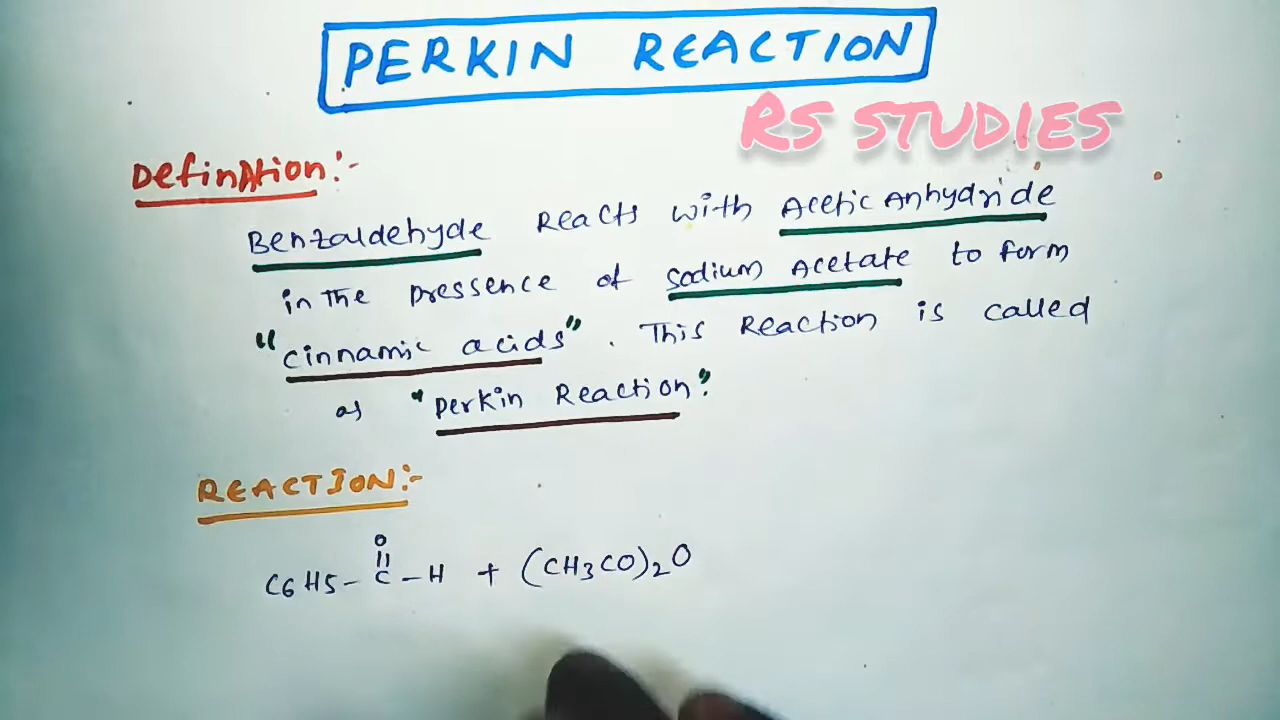 PERKIN REACTION
RS STUDIES
Defination:-
Benzaldehyde Reacts with Acetic Anhydride
in the pressence of sodium Acetate to form
"cinnamic acids". This Reaction is called
as "Perkin Reaction"
REACTION:-
O
||
C6H5-C-H + (CH3CO)2O